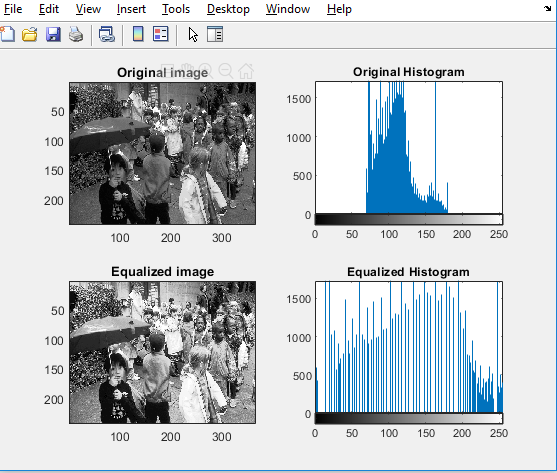 File Edit View Insert Tools Desktop Window Help
Original image
50
100
150
200
100 200 300
Original Histogram
1500
1000
500
0
0 50 100 150 200 250
Equalized image
50
100
150
200
100 200 300
Equalized Histogram
1500
1000
500
0
0 50 100 150 200 250